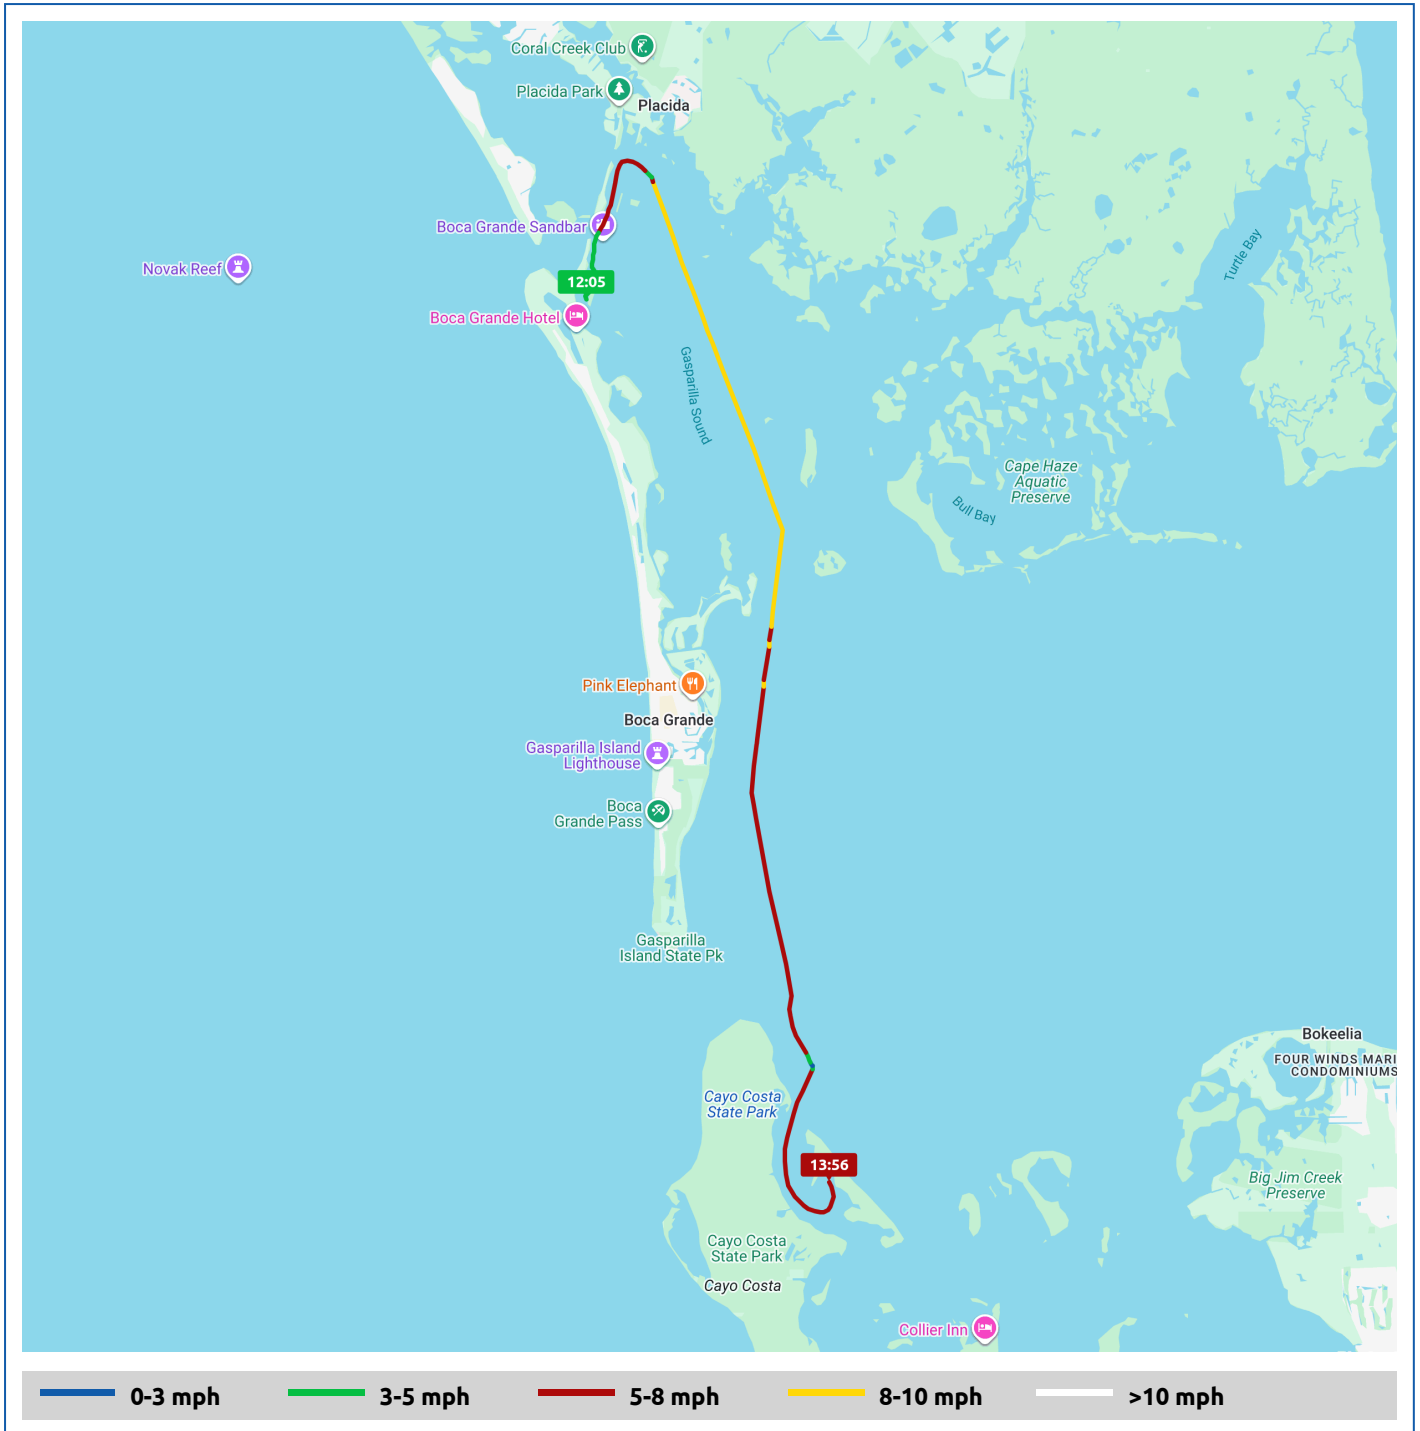 Coral Creek Club
Placida Park
Placida
Boca Grande Sandbar
Turtle Bay
Novak Reef
12:05
Boca Grande Hotel
Gasparilla Sound
Cape Haze
Aquatic
Preserve
Bull Bay
Pink Elephant
Boca Grande
Gasparilla Island
Lighthouse
Boca
Grande Pass
Gasparilla
Island State Pk
Bokeelia
FOUR WINDS MARI
CONDOMINIUMS
Cayo Costa
State Park
13:56
Big Jim Creek
Preserve
Cayo Costa
State Park
Cayo Costa
Collier Inn
0-3 mph
3-5 mph
5-8 mph
8-10 mph
>10 mph